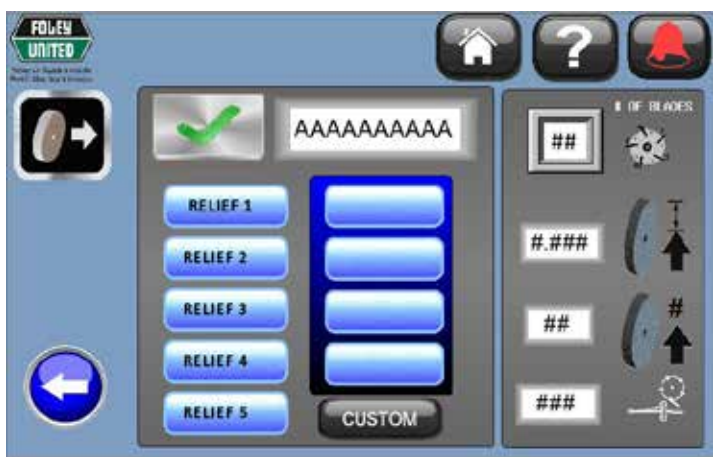 FOLEY
UNITED
?
# OF BLADES
AAAAAAAAAA
##
RELIEF 1
RELIEF 2
#.###
RELIEF 3
##
#
RELIEF 4
RELIEF 5
CUSTOM
###